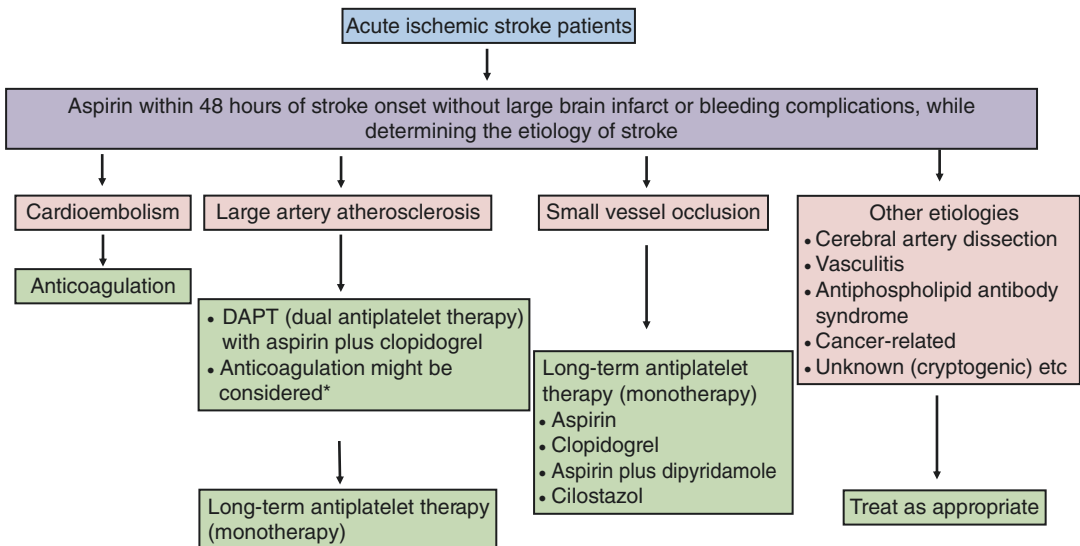 Acute ischemic stroke patients
Aspirin within 48 hours of stroke onset without large brain infarct or bleeding complications, while
determining the etiology of stroke
Cardioembolism
Anticoagulation
Large artery atherosclerosis
• DAPT (dual antiplatelet therapy)
with aspirin plus clopidogrel
• Anticoagulation might be
considered*
Long-term antiplatelet therapy
(monotherapy)
Small vessel occlusion
Long-term antiplatelet
therapy (monotherapy)
• Aspirin
• Clopidogrel
• Aspirin plus dipyridamole
• Cilostazol
Other etiologies
• Cerebral artery dissection
• Vasculitis
• Antiphospholipid antibody
syndrome
• Cancer-related
• Unknown (cryptogenic) etc
Treat as appropriate